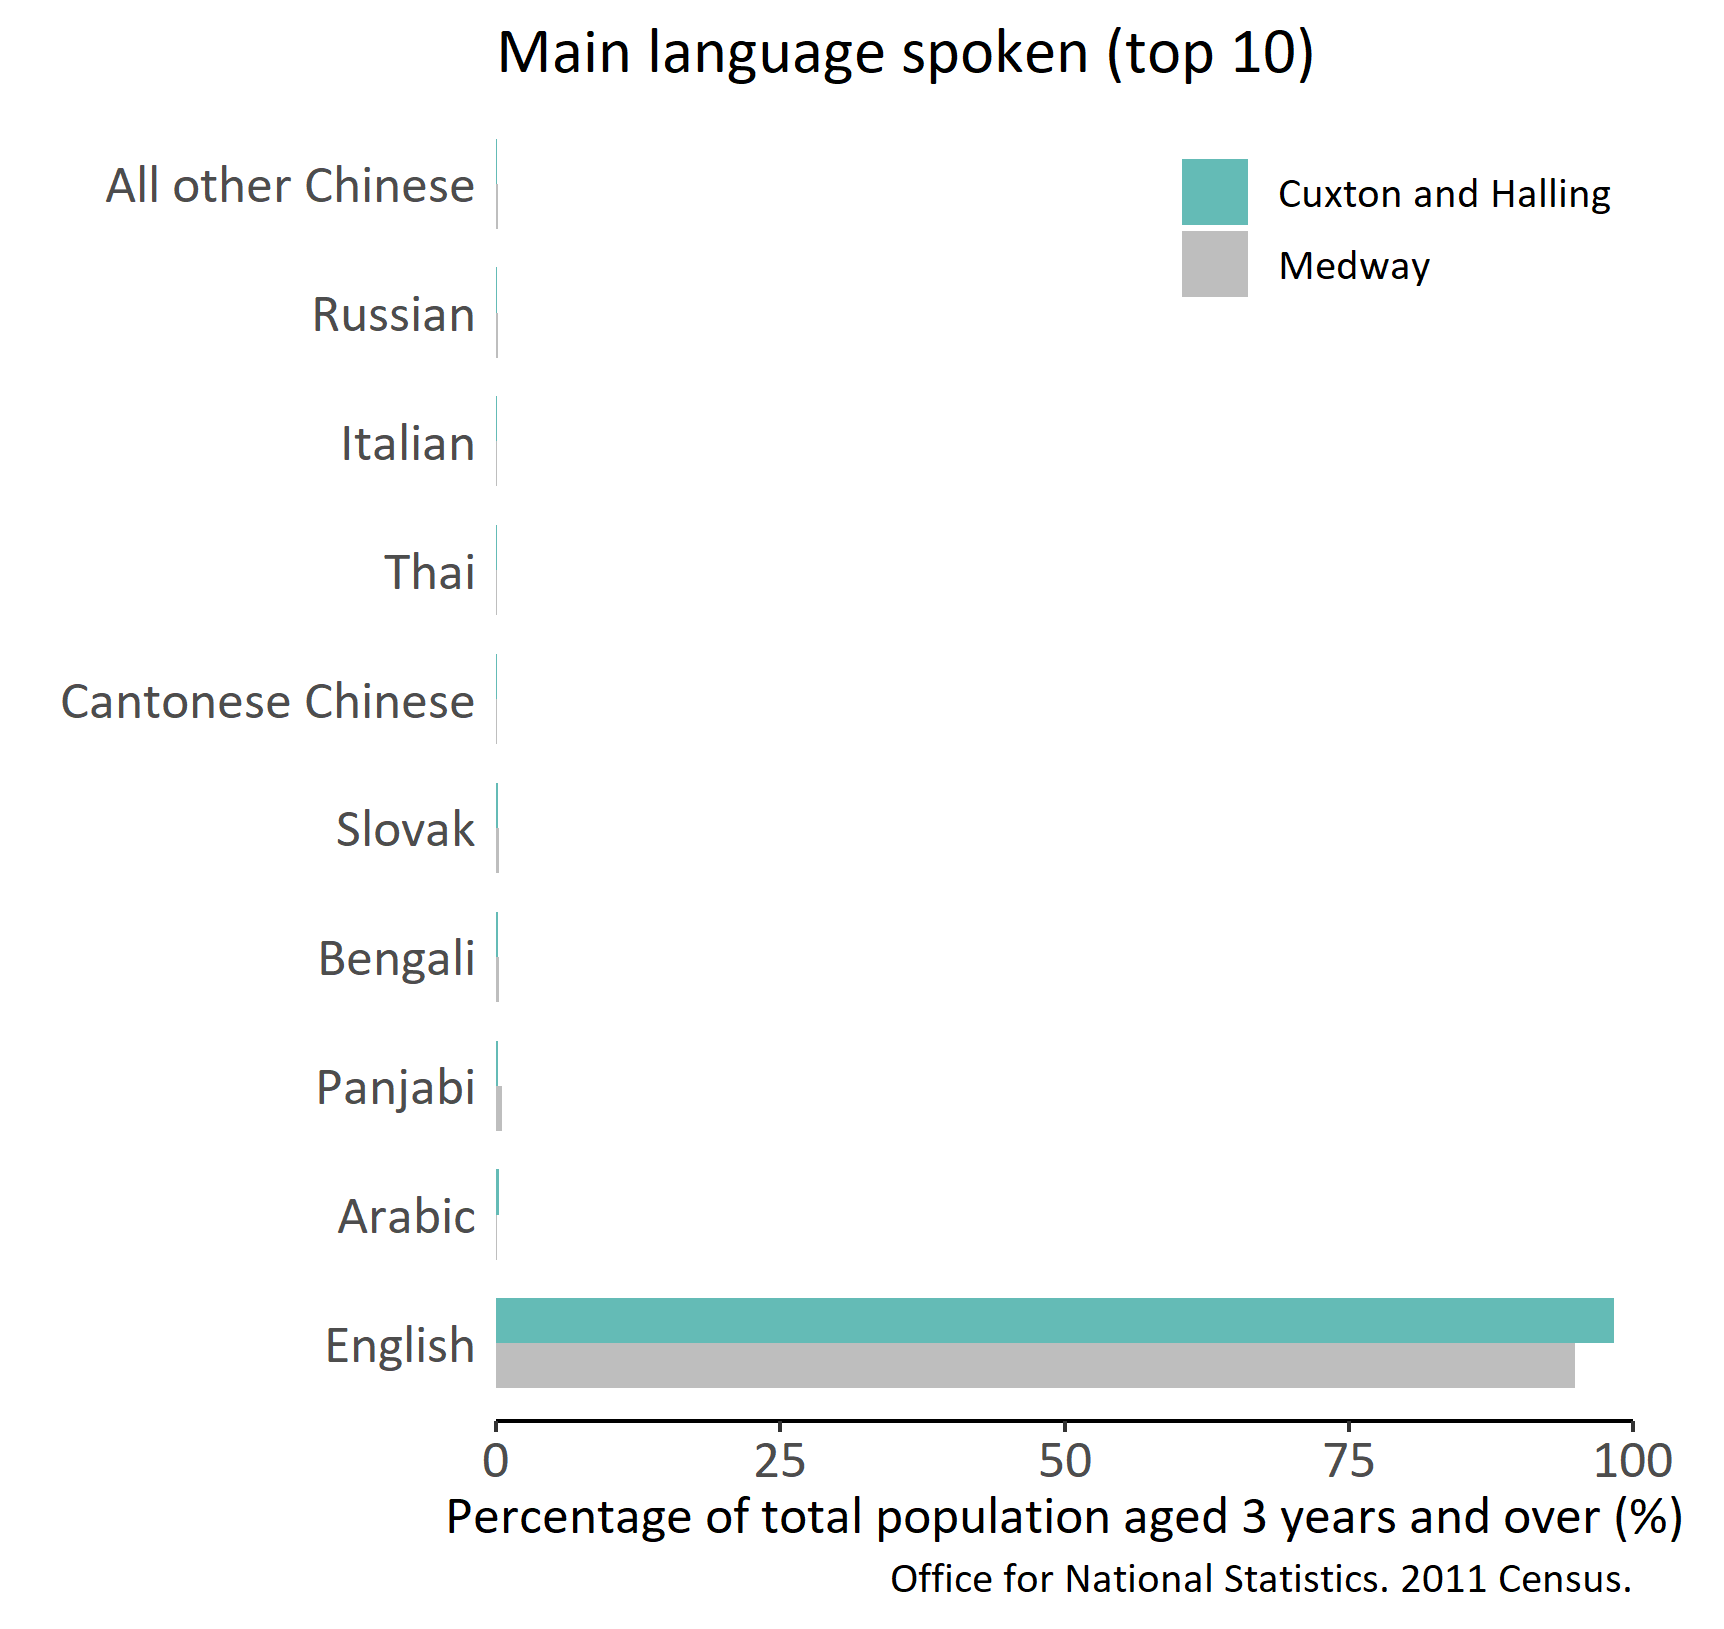 Main language spoken (top 10)
All other Chinese
Cuxton and Halling
Medway
Russian
Italian
Thai
Cantonese Chinese
Slovak
Bengali
Panjabi
Arabic
English
0 25 50 75 100
Percentage of total population aged 3 years and over (%)
Office for National Statistics. 2011 Census.